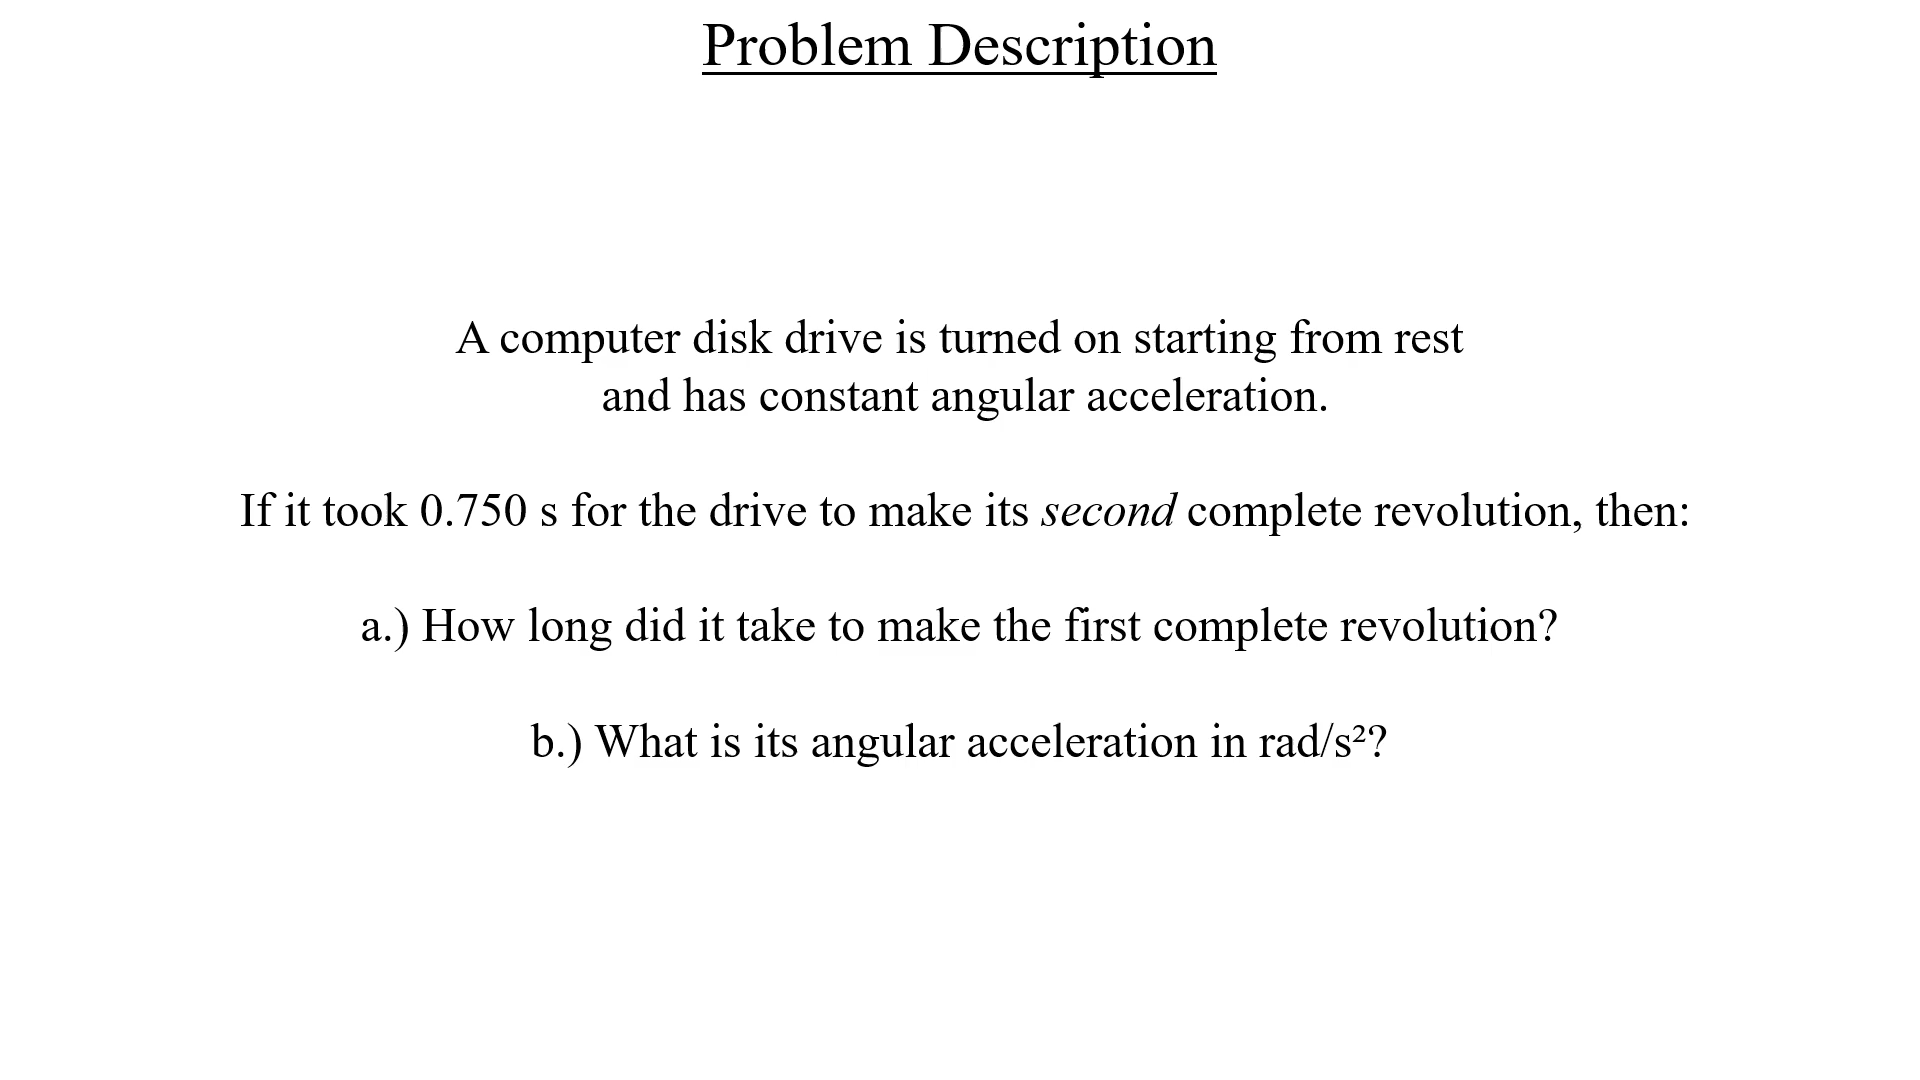 Problem Description
A computer disk drive is turned on starting from rest
and has constant angular acceleration.
If it took 0.750 s for the drive to make its second complete revolution, then:
a.) How long did it take to make the first complete revolution?
b.) What is its angular acceleration in rad/s²?